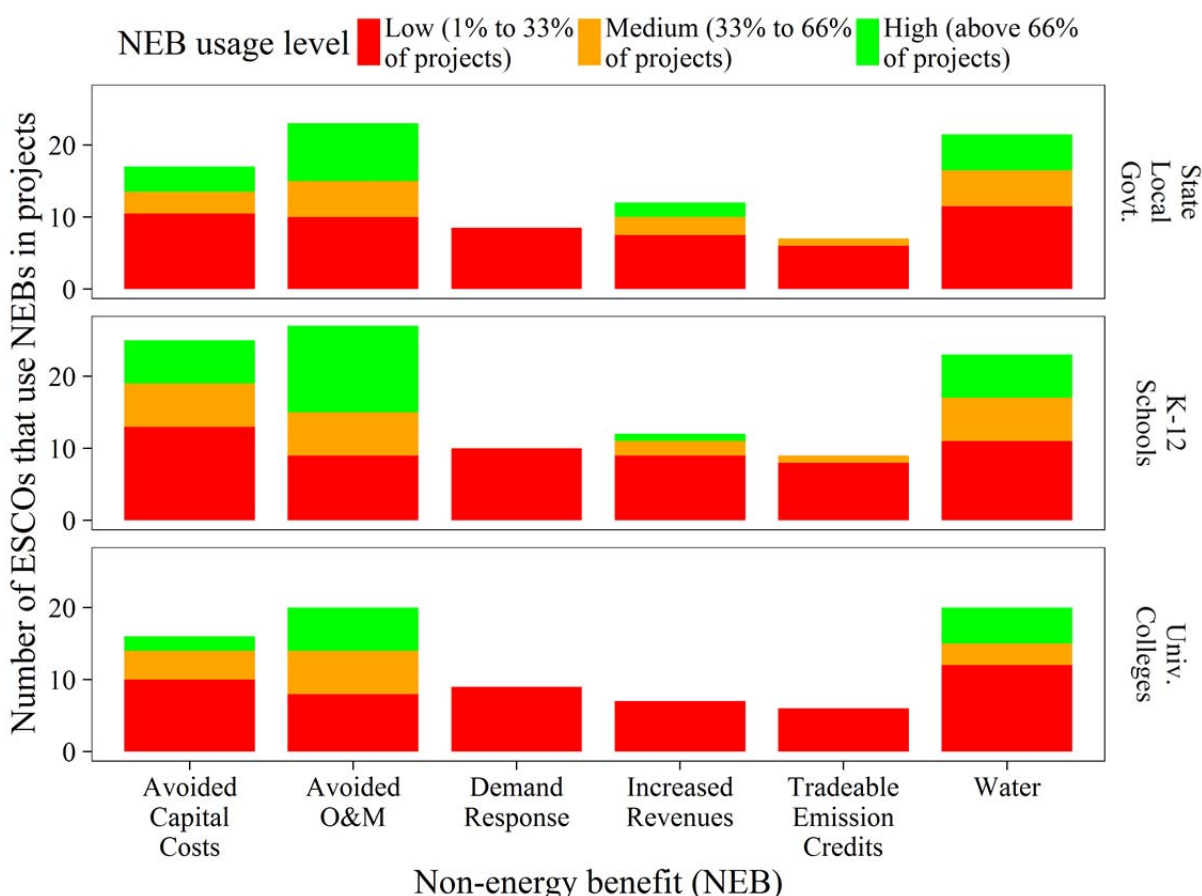 NEB usage level
Low (1% to 33%
of projects)
Medium (33% to 66%
of projects)
High (above 66%
of projects)
Number of ESCOs that use NEBs in projects
20
10
0
State
Local
Govt.
20
10
0
K-12
Schools
20
10
0
Univ.
Colleges
Avoided
Capital
Costs
Avoided
O&M
Demand
Response
Increased
Revenues
Tradeable
Emission
Credits
Water
Non-energy benefit (NEB)